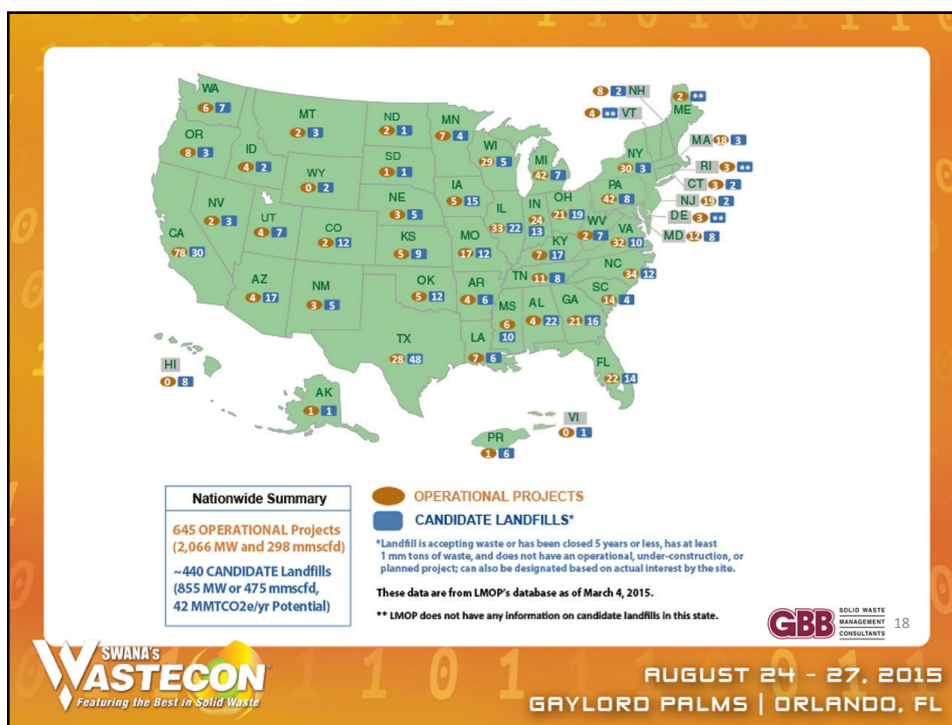 WA
6 7
MT
2 3
ND
2 1
MN
7 4
8 2 NH
4 ** VT
2 **
ME
OR
8 3
ID
4 2
WY
0 2
SD
1 1
WI
29 5
MI
42 7
NY
30 3
MA 18 3
RI 3 **
CT 3 2
NJ 19 2
DE 3 **
MD 12 8
NV
2 3
UT
4 7
CO
2 12
NE
3 5
IA
5 15
IL
33 22
IN
24
13
OH
21 19
PA
42 8
WV
2 7
VA
32 10
CA
78 30
KS
5 9
MO
17 12
KY
7 17
NC
34 12
AZ
4 17
NM
3 5
OK
5 12
AR
4 6
TN 11 8
SC
14 4
MS
6
10
AL
4 22
GA
21 16
TX
28 48
LA
7 6
FL
22 14
HI
0 8
AK
1 1
PR
1 6
VI
0 1
Nationwide Summary
645 OPERATIONAL Projects
(2,066 MW and 298 mmscfd)
~440 CANDIDATE Landfills
(855 MW or 475 mmscfd,
42 MMTCO2e/yr Potential)
OPERATIONAL PROJECTS
CANDIDATE LANDFILLS*
*Landfill is accepting waste or has been closed 5 years or less, has at least
1 mm tons of waste, and does not have an operational, under-construction, or
planned project; can also be designated based on actual interest by the site.
These data are from LMOP's database as of March 4, 2015.
** LMOP does not have any information on candidate landfills in this state.
GBB
SOLID WASTE
MANAGEMENT
CONSULTANTS
18
SWANA'S
WASTECON
Featuring the Best in Solid Waste
AUGUST 24 - 27, 2015
GAYLORD PALMS | ORLANDO, FL